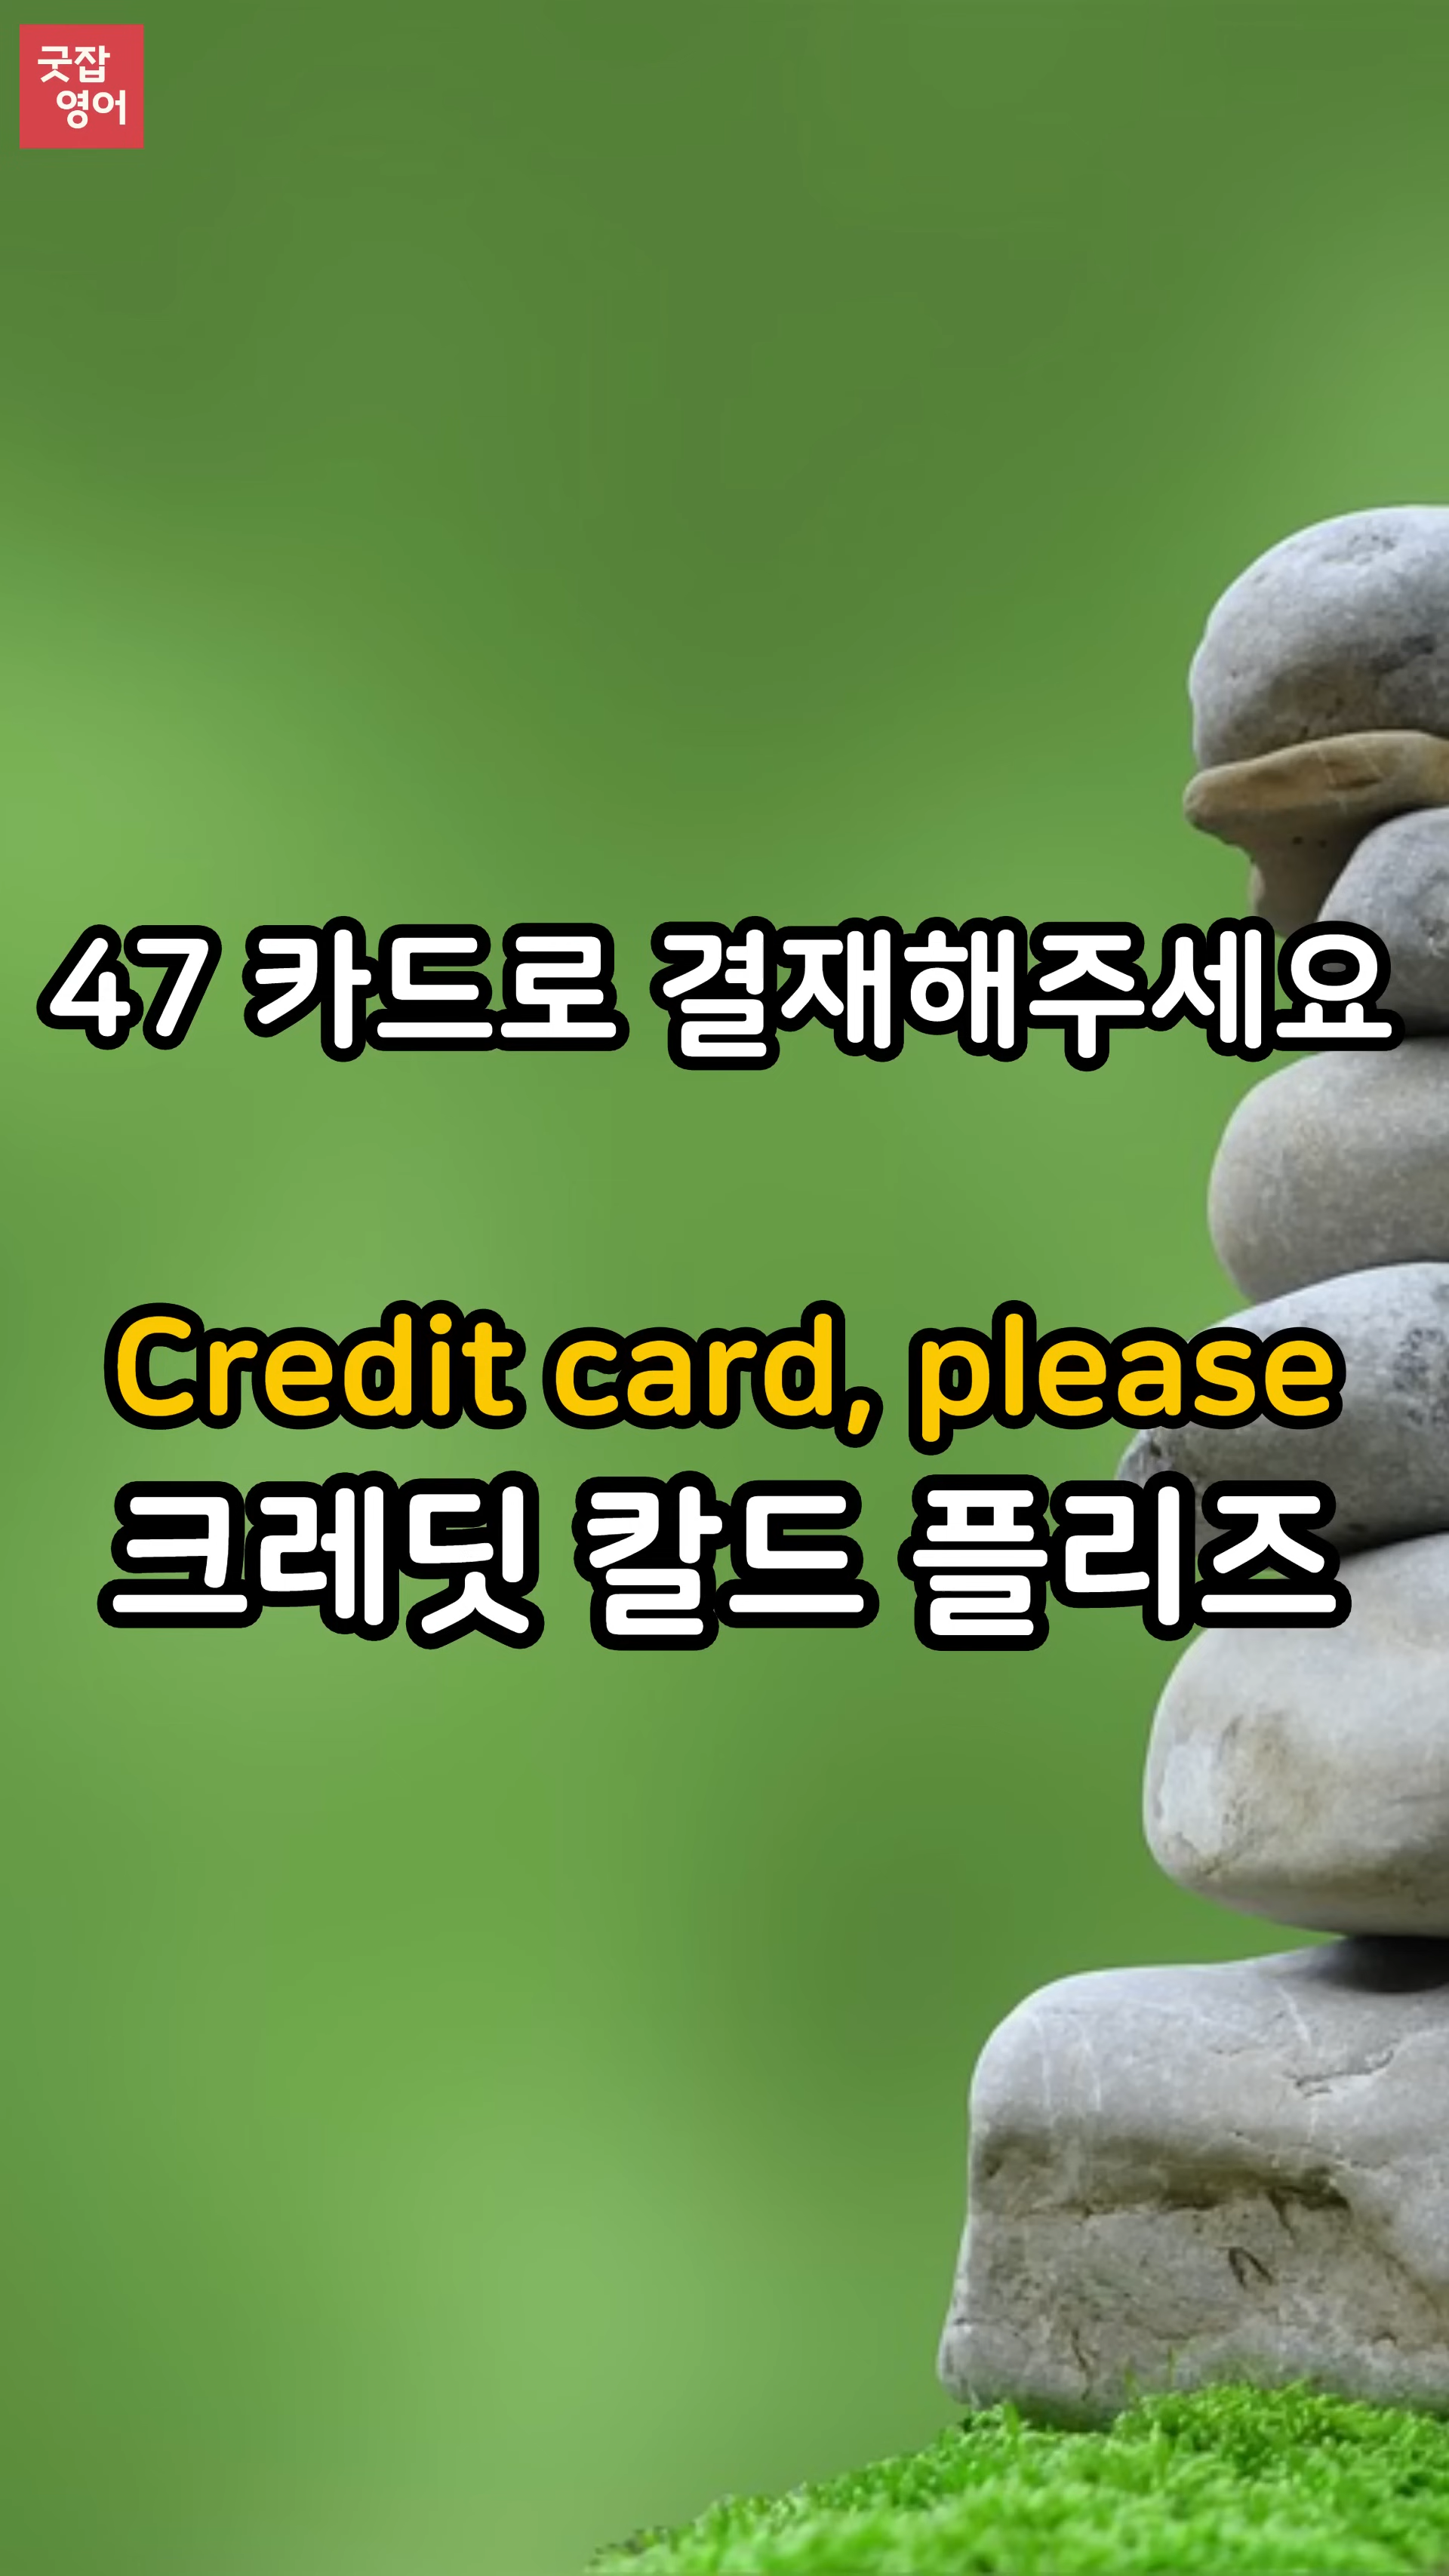 굿잡
영어
47 카드로 결재해주세요
Credit card, please
크레딧 칼드 플리즈